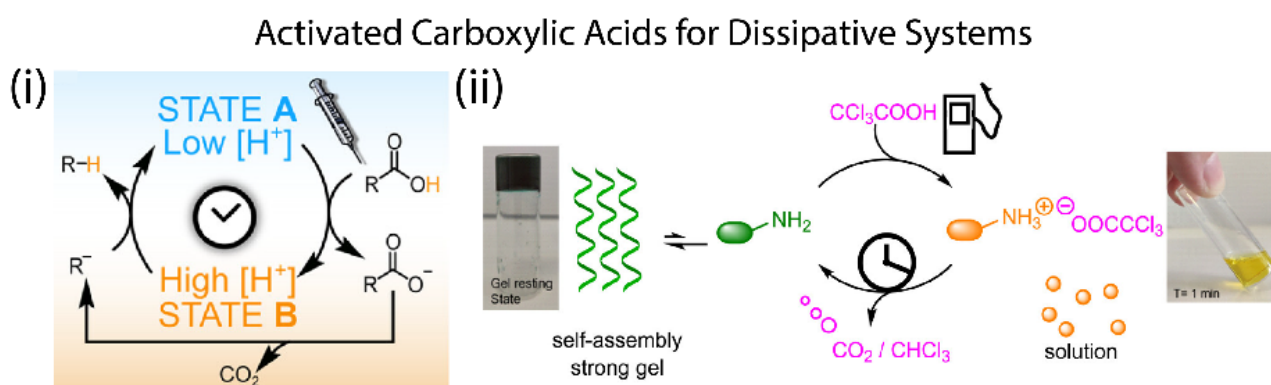 Activated Carboxylic Acids for Dissipative Systems
(i)
STATE A
Low [H⁺]
R-H
O
R
OH
R⁻
High [H⁺]
STATE B
O
R
O⁻
CO₂
(ii)
CCl₃COOH
Gel resting
State
NH₂
NH₃⊕
⊖
OOCCCl₃
CO₂ / CHCl₃
self-assembly
strong gel
solution
T= 1 min